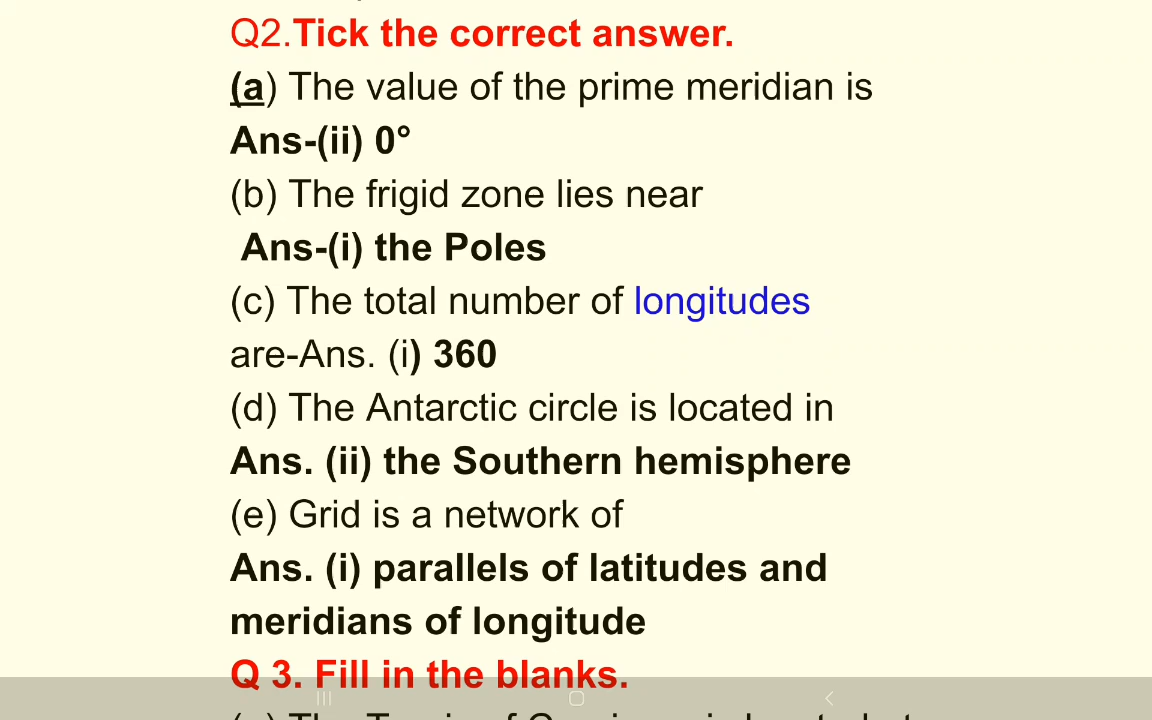 Q2.Tick the correct answer.
(a) The value of the prime meridian is
Ans-(ii) 0°
(b) The frigid zone lies near
Ans-(i) the Poles
(c) The total number of longitudes
are-Ans. (i) 360
(d) The Antarctic circle is located in
Ans. (ii) the Southern hemisphere
(e) Grid is a network of
Ans. (i) parallels of latitudes and
meridians of longitude
Q 3. Fill in the blanks.